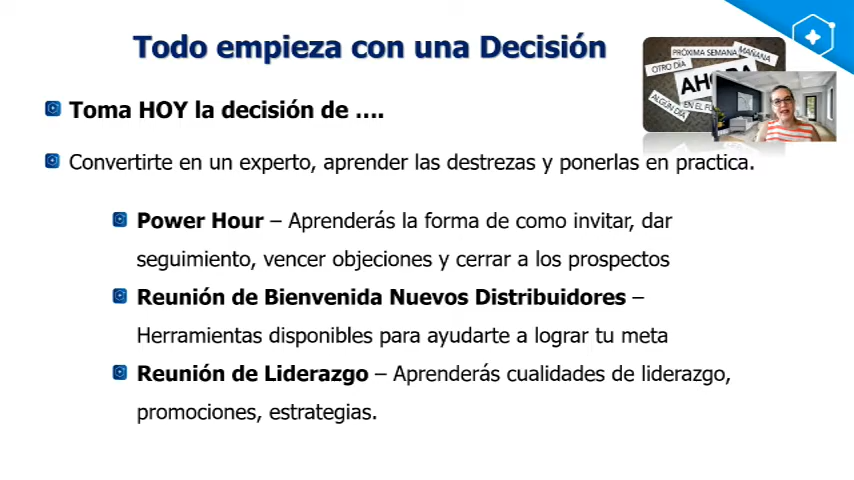 Todo empieza con una Decisión
PRÓXIMA SEMANA
MAÑANA
OTRO DÍA
ALGÚN DÍA
EN EL
Toma HOY la decisión de ….
Convertirte en un experto, aprender las destrezas y ponerlas en practica.
Power Hour – Aprenderás la forma de como invitar, dar
seguimiento, vencer objeciones y cerrar a los prospectos
Reunión de Bienvenida Nuevos Distribuidores –
Herramientas disponibles para ayudarte a lograr tu meta
Reunión de Liderazgo – Aprenderás cualidades de liderazgo,
promociones, estrategias.